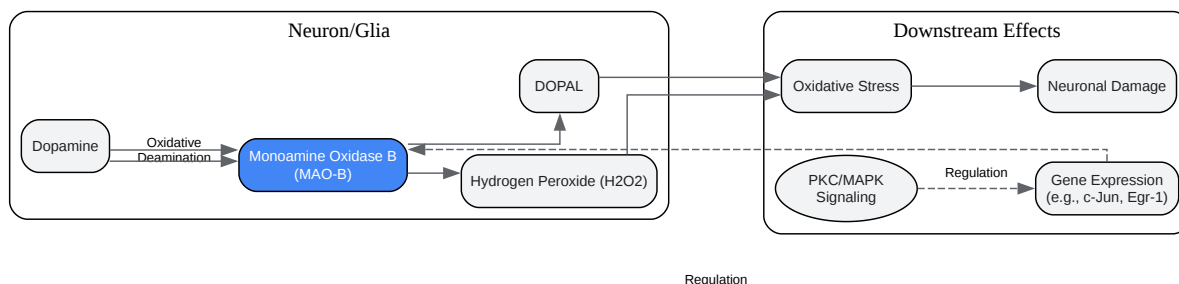 Neuron/Glia
Downstream Effects
DOPAL
Oxidative Stress
Neuronal Damage
Dopamine
Oxidative
Deamination
Monoamine Oxidase B
(MAO-B)
Hydrogen Peroxide (H2O2)
PKC/MAPK
Signaling
Regulation
Gene Expression
(e.g., c-Jun, Egr-1)
Regulation